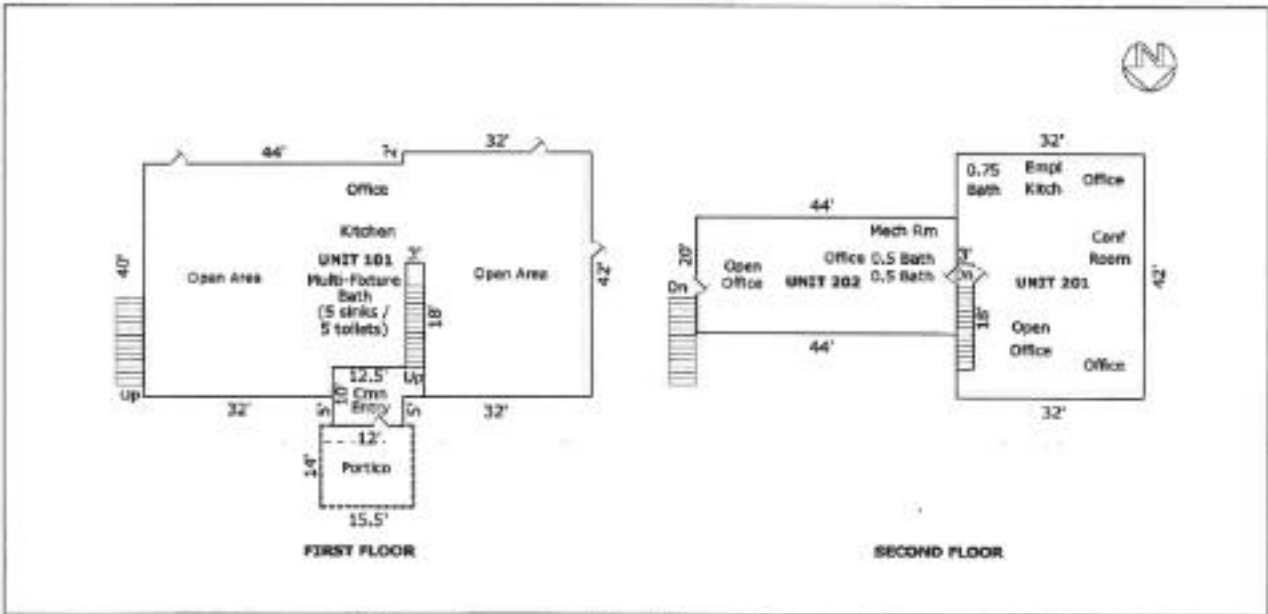 N
44'
2'
32'
Office
Kitchen
40'
Open Area
UNIT 101
Multi-Fixture
Bath
(5 sinks /
5 toilets)
3'
18'
Open Area
42'
Up
32'
12.5'
Up
10'
Cmn
Entry
5'
5'
32'
12'
14'
Portico
15.5'
FIRST FLOOR
32'
0.75
Bath
Empl
Kitch
Office
44'
Mech Rm
20'
Open
Office
Office
0.5 Bath
UNIT 202
0.5 Bath
3'
Dn
Dn
Conf
Room
UNIT 201
42'
18'
Open
Office
Office
44'
32'
SECOND FLOOR